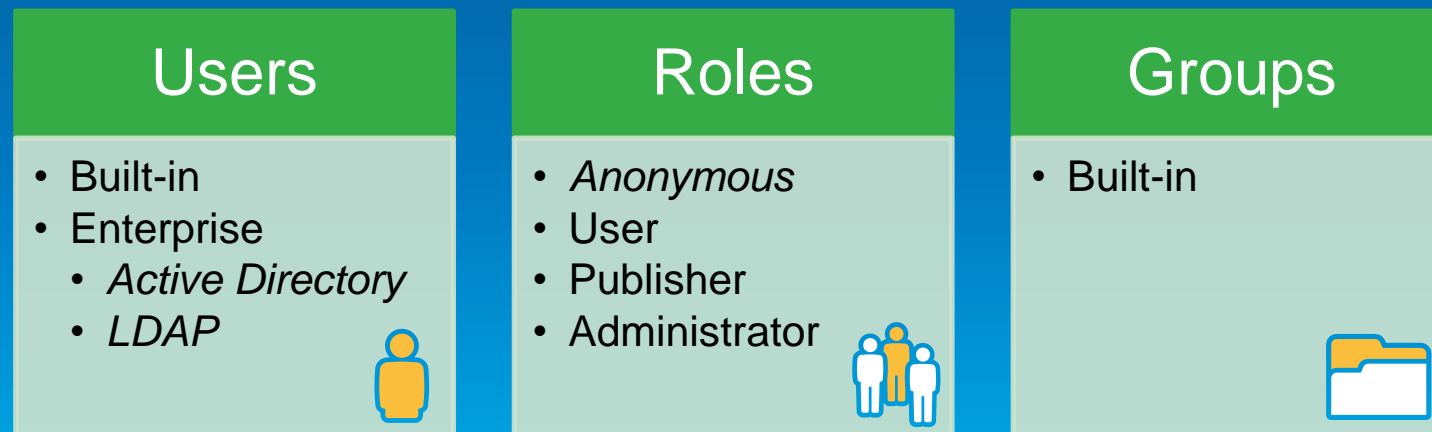 Users
• Built-in
• Enterprise
• Active Directory
• LDAP
Roles
• Anonymous
• User
• Publisher
• Administrator
Groups
• Built-in